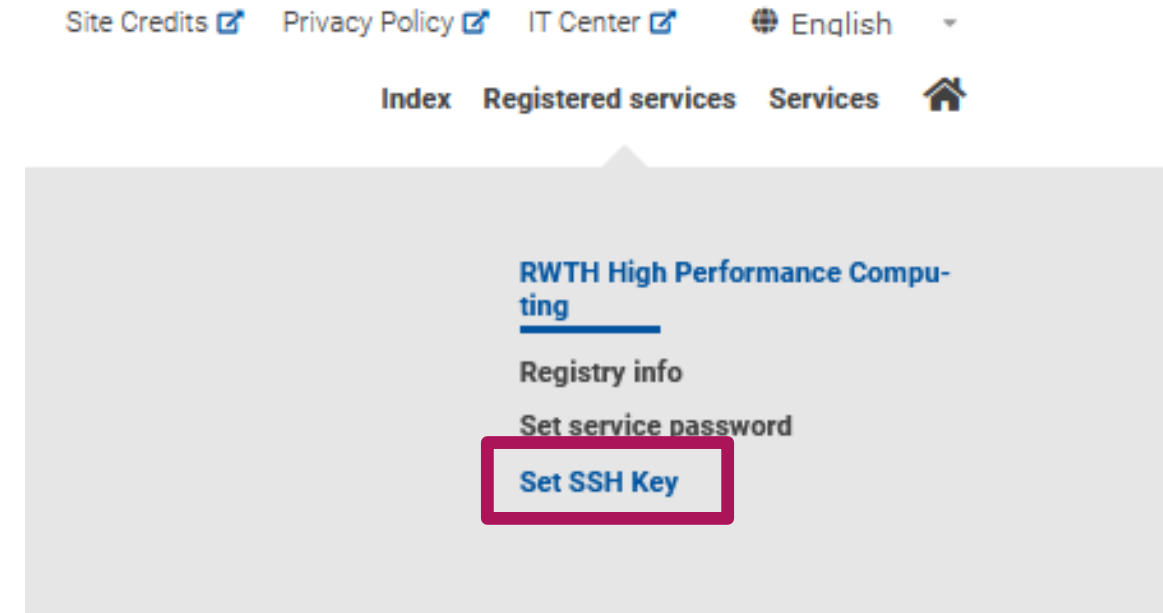 Site Credits Privacy Policy IT Center English
Index Registered services Services
RWTH High Performance Compu-
ting
Registry info
Set service password
Set SSH Key